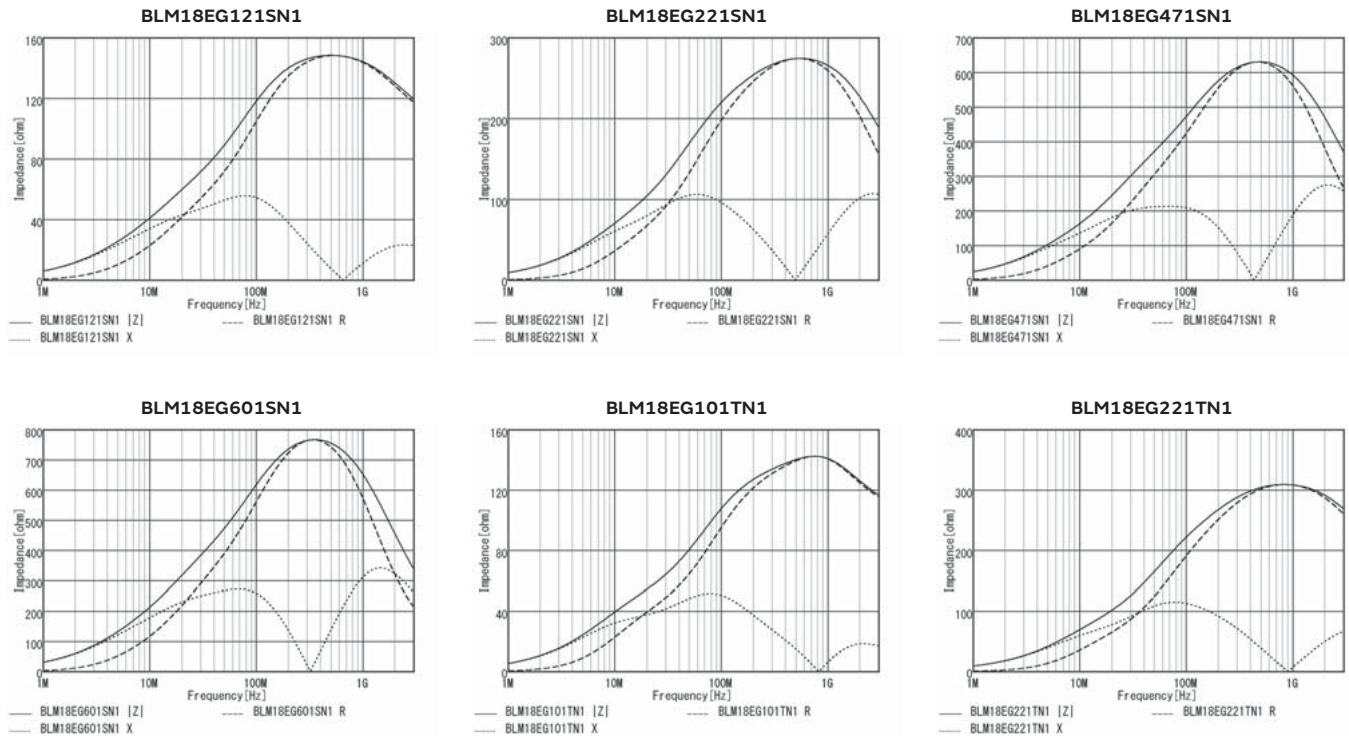 BLM18EG121SN1
160
120
80
40
0
Impedance[ohm]
1M 10M 100M 1G
Frequency[Hz]
BLM18EG121SN1 |Z| BLM18EG121SN1 R
BLM18EG121SN1 X
BLM18EG221SN1
300
200
100
0
Impedance[ohm]
1M 10M 100M 1G
Frequency[Hz]
BLM18EG221SN1 |Z| BLM18EG221SN1 R
BLM18EG221SN1 X
BLM18EG471SN1
700
600
500
400
300
200
100
0
Impedance[ohm]
1M 10M 100M 1G
Frequency[Hz]
BLM18EG471SN1 |Z| BLM18EG471SN1 R
BLM18EG471SN1 X
BLM18EG601SN1
800
700
600
500
400
300
200
100
0
Impedance[ohm]
1M 10M 100M 1G
Frequency[Hz]
BLM18EG601SN1 |Z| BLM18EG601SN1 R
BLM18EG601SN1 X
BLM18EG101TN1
160
120
80
40
0
Impedance[ohm]
1M 10M 100M 1G
Frequency[Hz]
BLM18EG101TN1 |Z| BLM18EG101TN1 R
BLM18EG101TN1 X
BLM18EG221TN1
400
300
200
100
0
Impedance[ohm]
1M 10M 100M 1G
Frequency[Hz]
BLM18EG221TN1 |Z| BLM18EG221TN1 R
BLM18EG221TN1 X